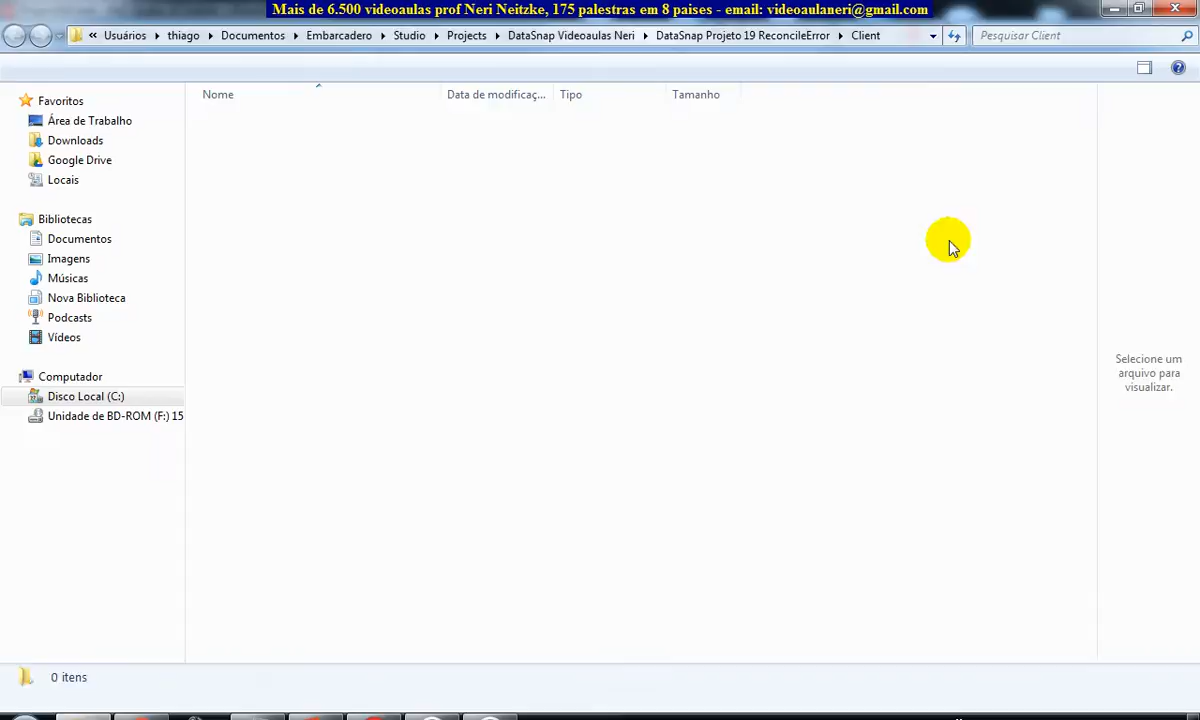 Mais de 6.500 videoaulas prof Neri Neitzke, 175 palestras em 8 paises - email: videoaulaneri@gmail.com
« Usuários thiago Documentos Embarcadero Studio Projects DataSnap Videoaulas Neri DataSnap Projeto 19 ReconcileError Client Pesquisar Client
Nome Data de modificaç... Tipo Tamanho
Favoritos
Área de Trabalho
Downloads
Google Drive
Locais
Bibliotecas
Documentos
Imagens
Músicas
Nova Biblioteca
Podcasts
Vídeos
Computador
Disco Local (C:)
Unidade de BD-ROM (F:) 15
Selecione um
arquivo para
visualizar.
0 itens